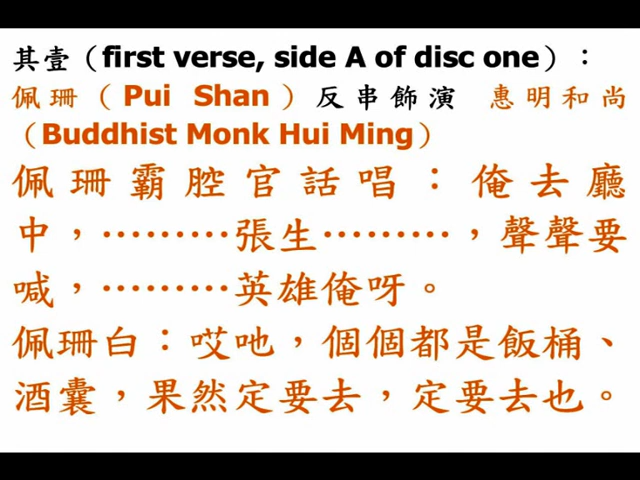 其壹（first verse, side A of disc one）：
佩珊（Pui Shan）反串飾演 惠明和尚
（Buddhist Monk Hui Ming）
佩珊霸腔官話唱：俺去廳
中，………張生………，聲聲要
喊，………英雄俺呀。
佩珊白：哎吔，個個都是飯桶、
酒囊，果然定要去，定要去也。